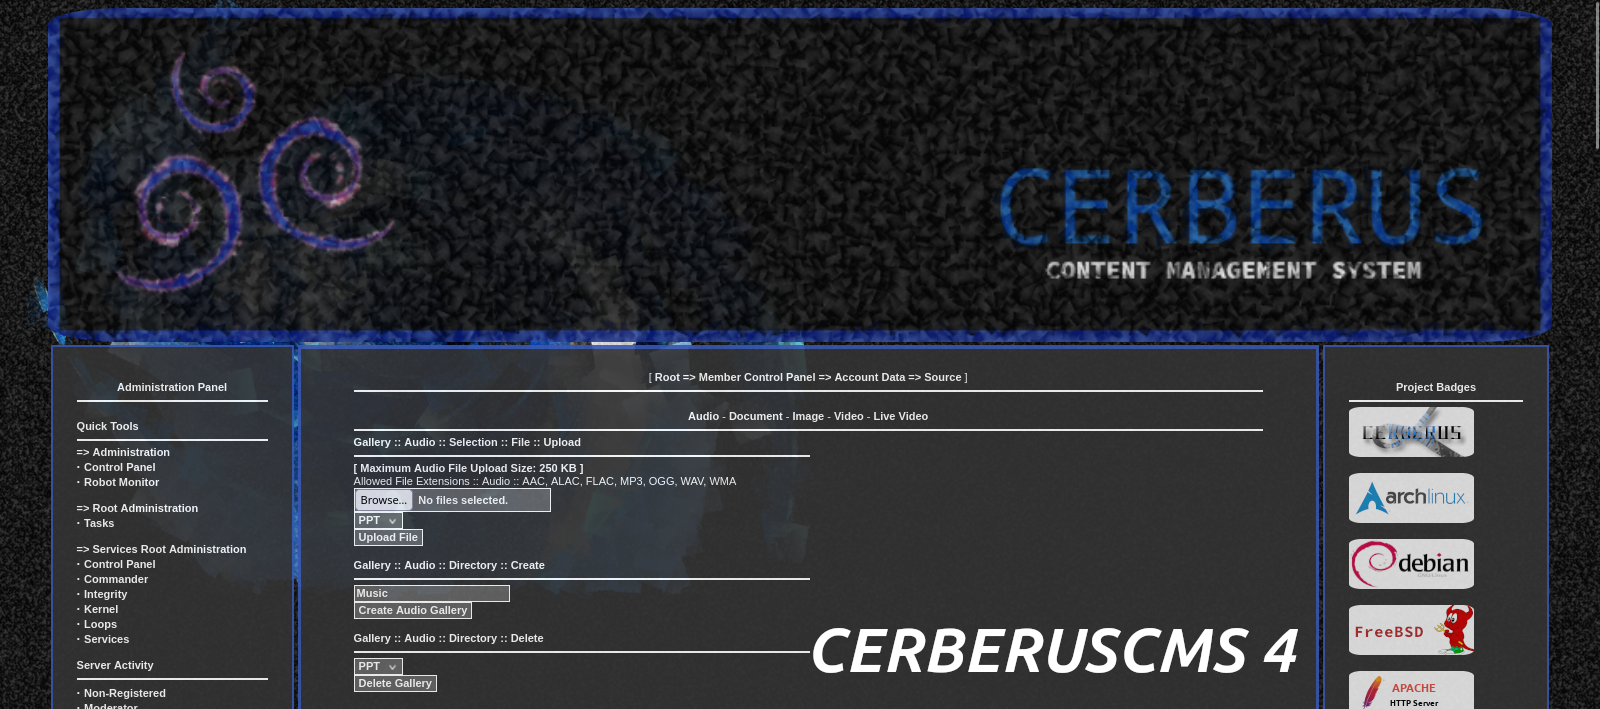 CERBERUS
CONTENT MANAGEMENT SYSTEM
Administration Panel
Quick Tools
=> Administration
· Control Panel
· Robot Monitor
=> Root Administration
· Tasks
=> Services Root Administration
· Control Panel
· Commander
· Integrity
· Kernel
· Loops
· Services
Server Activity
· Non-Registered
· Moderator
[ Root => Member Control Panel => Account Data => Source ]
Audio - Document - Image - Video - Live Video
Gallery :: Audio :: Selection :: File :: Upload
[ Maximum Audio File Upload Size: 250 KB ]
Allowed File Extensions :: Audio :: AAC, ALAC, FLAC, MP3, OGG, WAV, WMA
Browse... No files selected.
PPT
Upload File
Gallery :: Audio :: Directory :: Create
Music
Create Audio Gallery
Gallery :: Audio :: Directory :: Delete
PPT
Delete Gallery
CERBERUSCMS 4
Project Badges
CERBERUS
archlinux
debian
FreeBSD
APACHE
HTTP Server